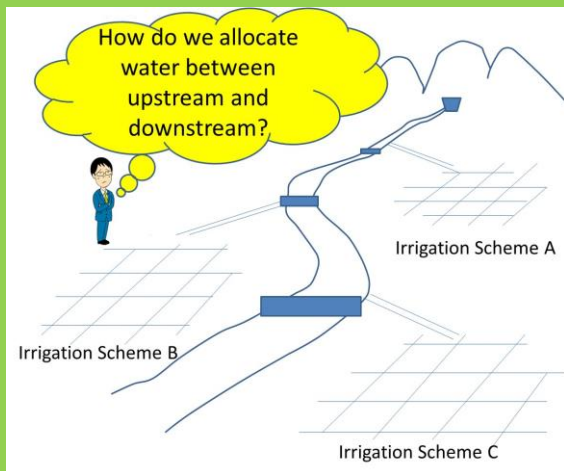 How do we allocate
water between
upstream and
downstream?
Irrigation Scheme A
Irrigation Scheme B
Irrigation Scheme C